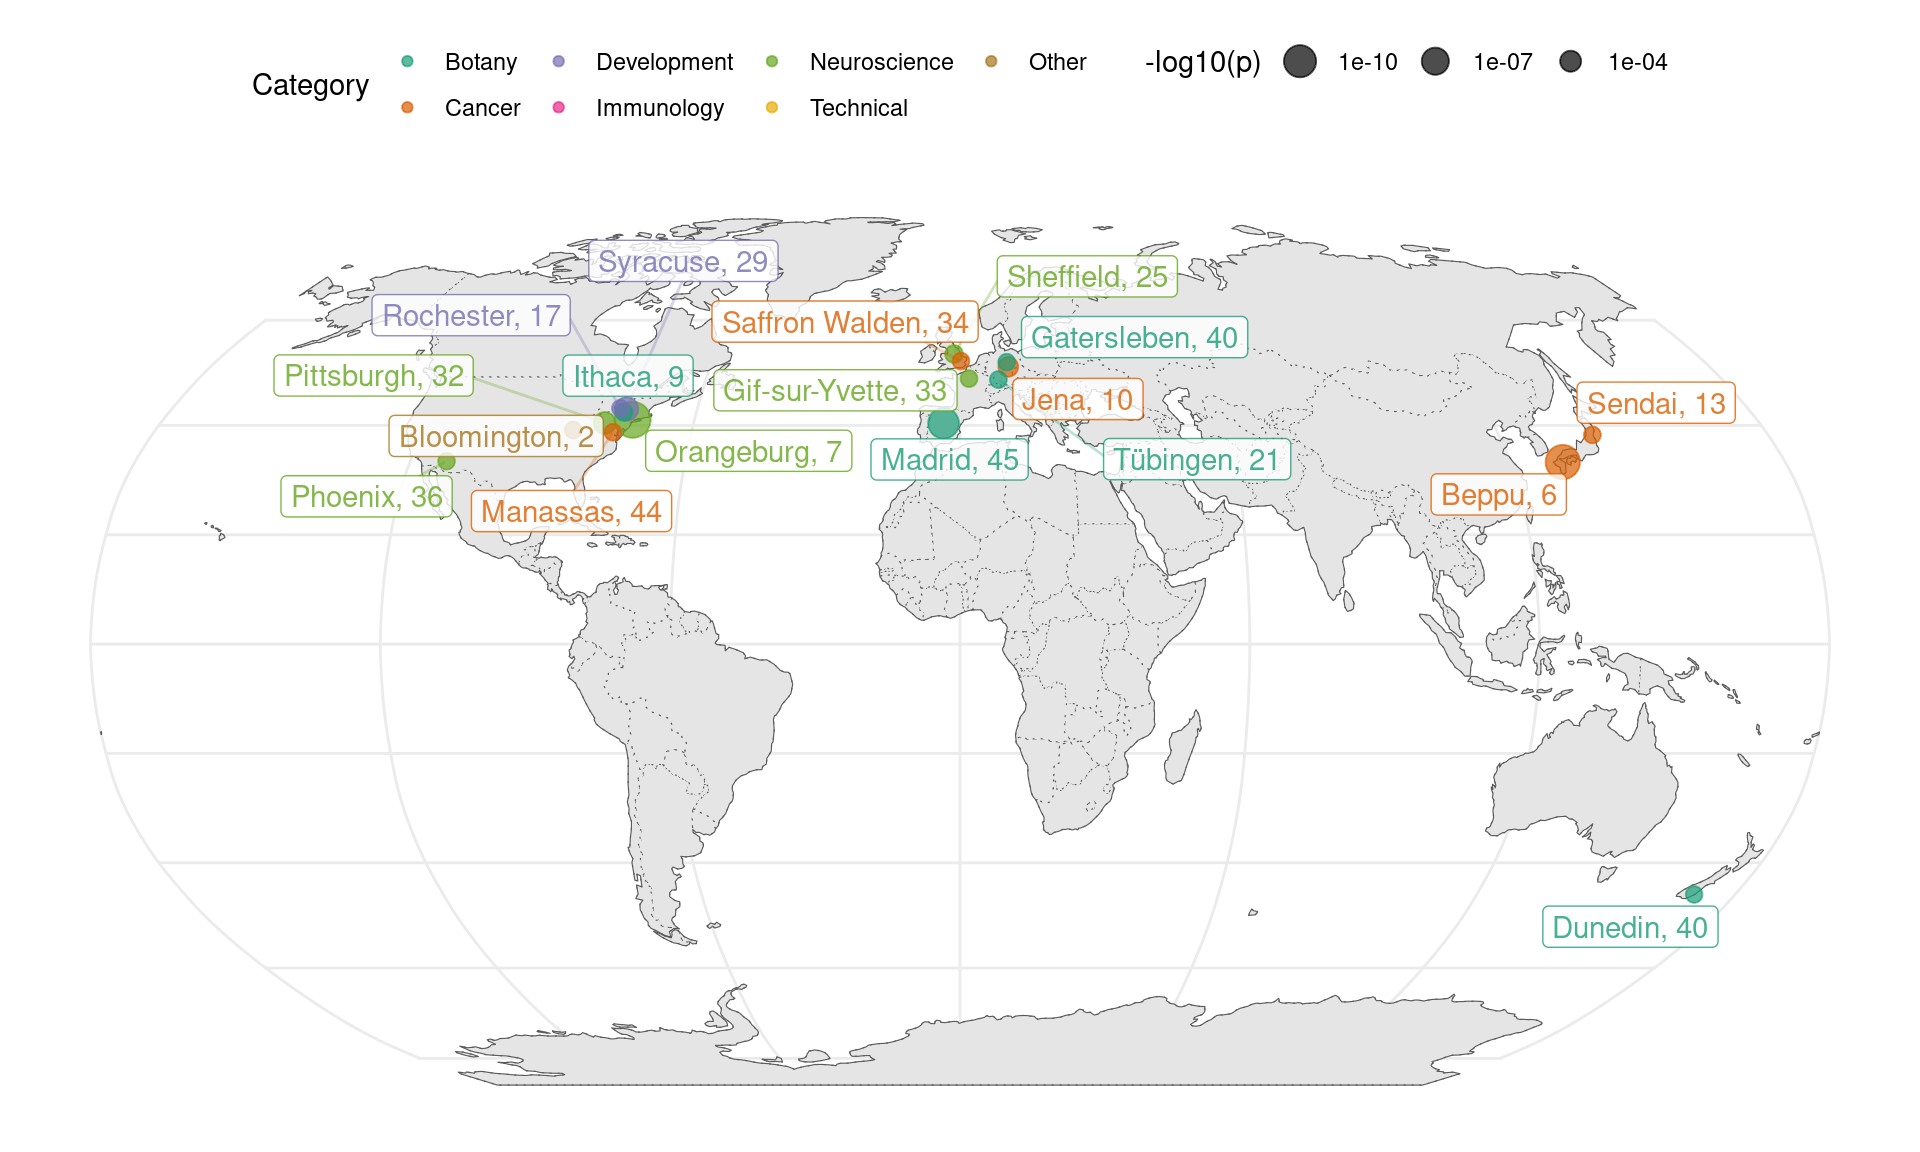 Category
Botany
Development
Neuroscience
Other
Cancer
Immunology
Technical
-log10(p)
1e-10
1e-07
1e-04
Syracuse, 29
Sheffield, 25
Rochester, 17
Saffron Walden, 34
Gatersleben, 40
Pittsburgh, 32
Ithaca, 9
Gif-sur-Yvette, 33
Jena, 10
Sendai, 13
Bloomington, 2
Orangeburg, 7
Madrid, 45
Tübingen, 21
Phoenix, 36
Manassas, 44
Beppu, 6
Dunedin, 40